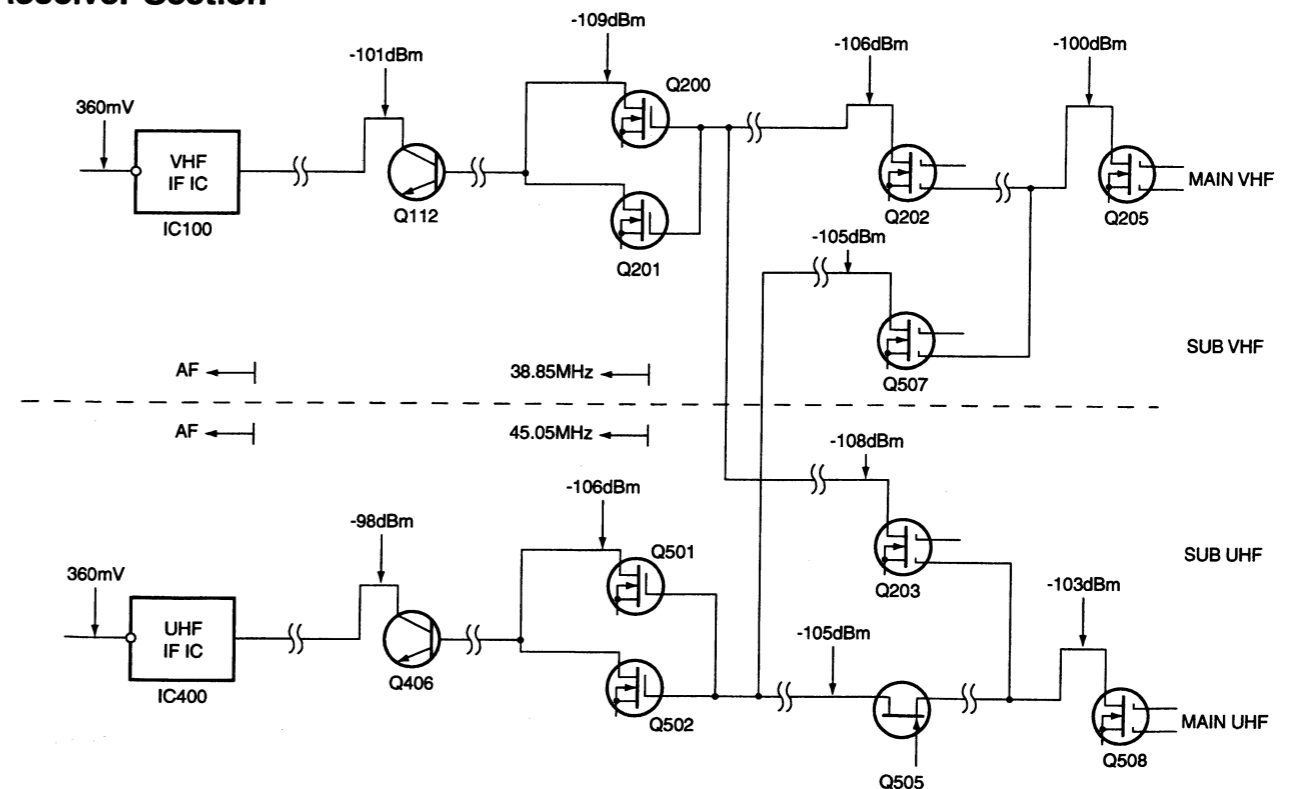 Receiver Section
-109dBm
-101dBm
-106dBm
-100dBm
360mV
Q200
VHF
IF IC
IC100
Q112
Q201
Q202
Q205
MAIN VHF
-105dBm
Q507
SUB VHF
AF
38.85MHz
AF
45.05MHz
-108dBm
-106dBm
-98dBm
Q501
Q203
SUB UHF
360mV
-103dBm
UHF
IF IC
IC400
Q406
Q502
-105dBm
Q505
Q508
MAIN UHF